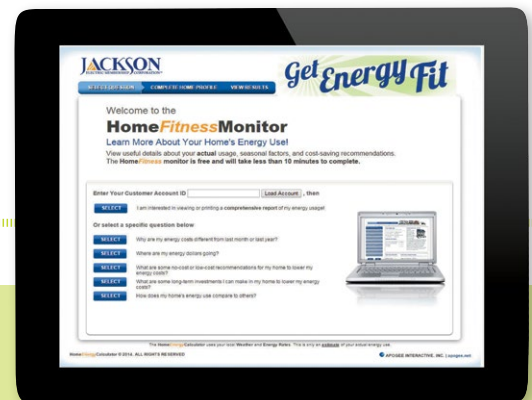 JACKSON
ELECTRIC MEMBERSHIP CORPORATION
Get Energy Fit
SELECT QUESTION COMPLETE HOME PROFILE VIEW RESULTS
Welcome to the
HomeFitnessMonitor
Learn More About Your Home's Energy Use!
View useful details about your actual usage, seasonal factors, and cost-saving recommendations.
The HomeFitness monitor is free and will take less than 10 minutes to complete.
Enter Your Customer Account ID Load Account , then
SELECT I am interested in viewing or printing a comprehensive report of my energy usage!
Or select a specific question below
SELECT Why are my energy costs different from last month or last year?
SELECT Where are my energy dollars going?
SELECT What are some no-cost or low-cost recommendations for my home to lower my
energy costs?
SELECT What are some long-term investments I can make in my home to lower my energy
costs?
SELECT How does my home's energy use compare to others?
The HomeEnergyCalculator uses your local Weather and Energy Rates. This is only an estimate of your actual energy use.
HomeEnergyCalculator © 2014. ALL RIGHTS RESERVED
APOGEE INTERACTIVE, INC. | apogee.net